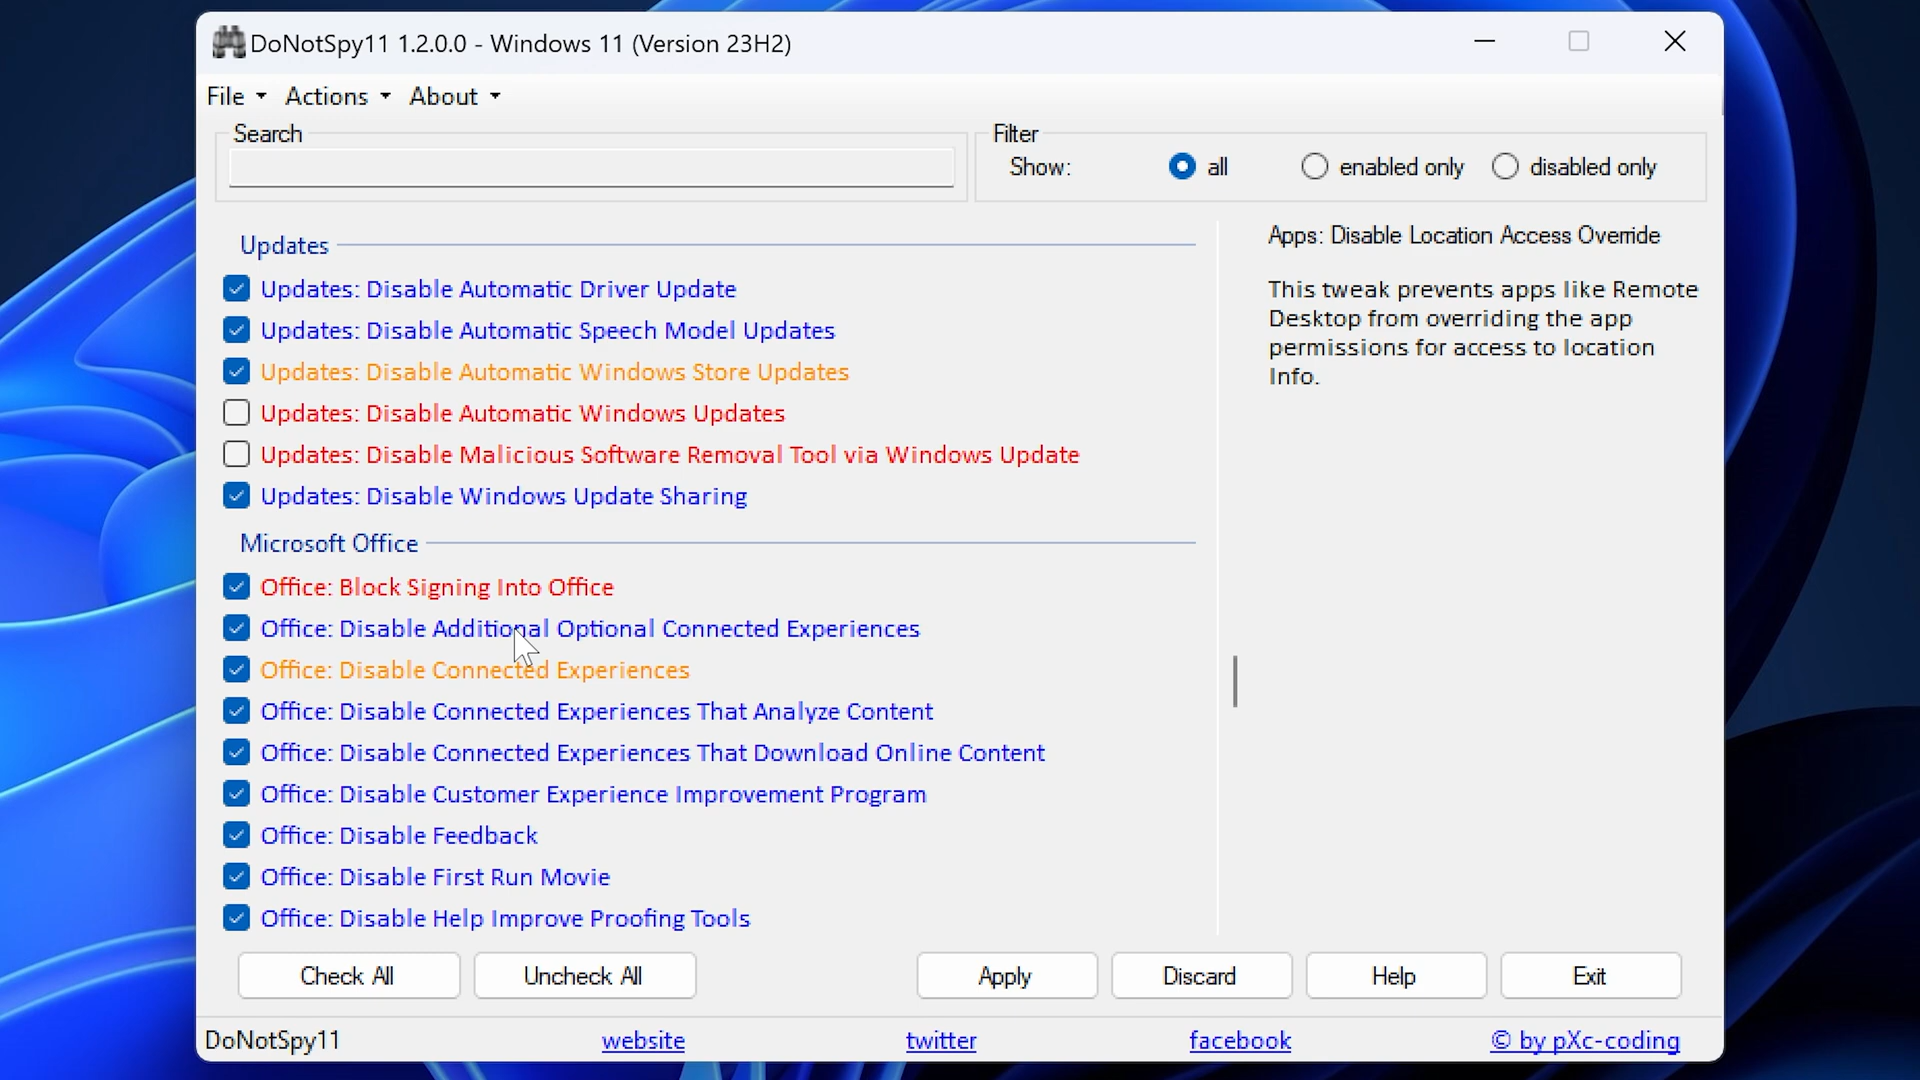 DoNotSpy11 1.2.0.0 - Windows 11 (Version 23H2)
File Actions About
Search
Filter
Show: all enabled only disabled only
Updates
Updates: Disable Automatic Driver Update
Updates: Disable Automatic Speech Model Updates
Updates: Disable Automatic Windows Store Updates
Updates: Disable Automatic Windows Updates
Updates: Disable Malicious Software Removal Tool via Windows Update
Updates: Disable Windows Update Sharing
Microsoft Office
Office: Block Signing Into Office
Office: Disable Additional Optional Connected Experiences
Office: Disable Connected Experiences
Office: Disable Connected Experiences That Analyze Content
Office: Disable Connected Experiences That Download Online Content
Office: Disable Customer Experience Improvement Program
Office: Disable Feedback
Office: Disable First Run Movie
Office: Disable Help Improve Proofing Tools
Apps: Disable Location Access Override
This tweak prevents apps like Remote
Desktop from overriding the app
permissions for access to location
Info.
Check All Uncheck All Apply Discard Help Exit
DoNotSpy11 website twitter facebook © by pXc-coding